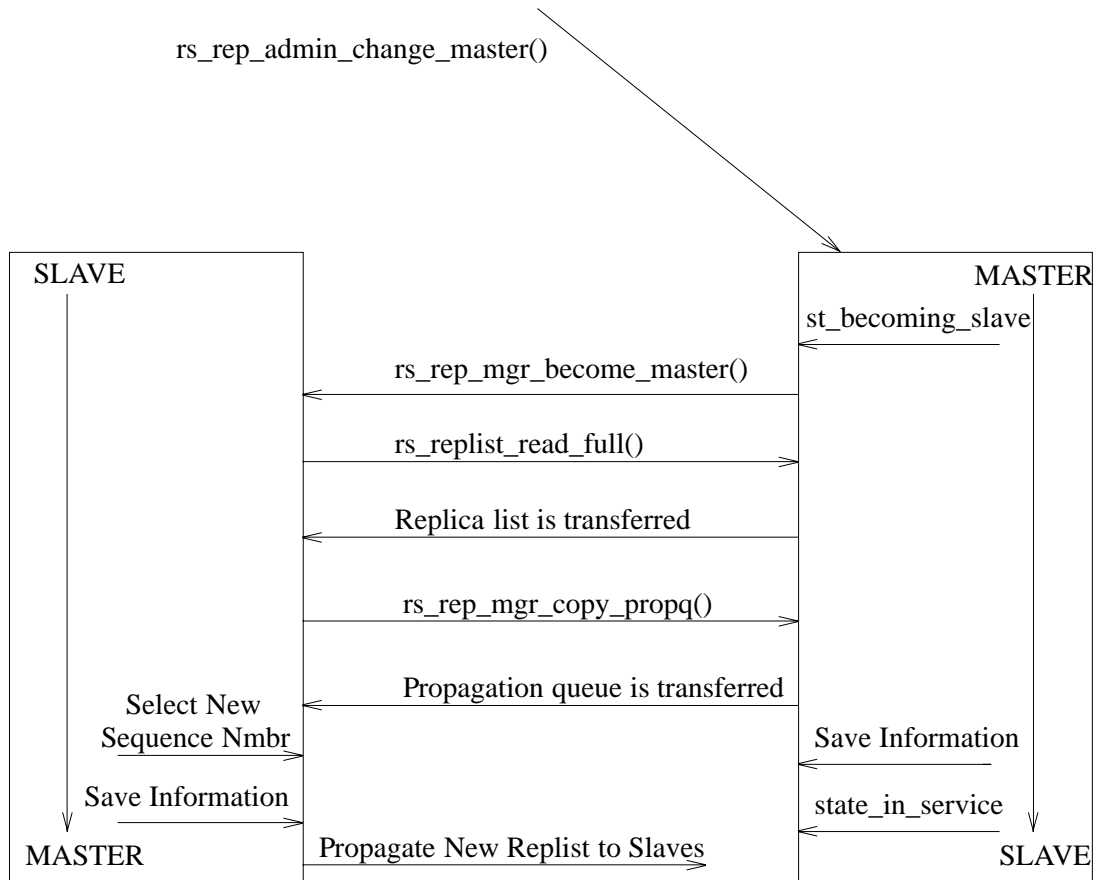 rs_rep_admin_change_master()
SLAVE
MASTER
st_becoming_slave
rs_rep_mgr_become_master()
rs_replist_read_full()
Replica list is transferred
rs_rep_mgr_copy_propq()
Propagation queue is transferred
Select New
Sequence Nmbr
Save Information
Save Information
state_in_service
MASTER
Propagate New Replist to Slaves
SLAVE